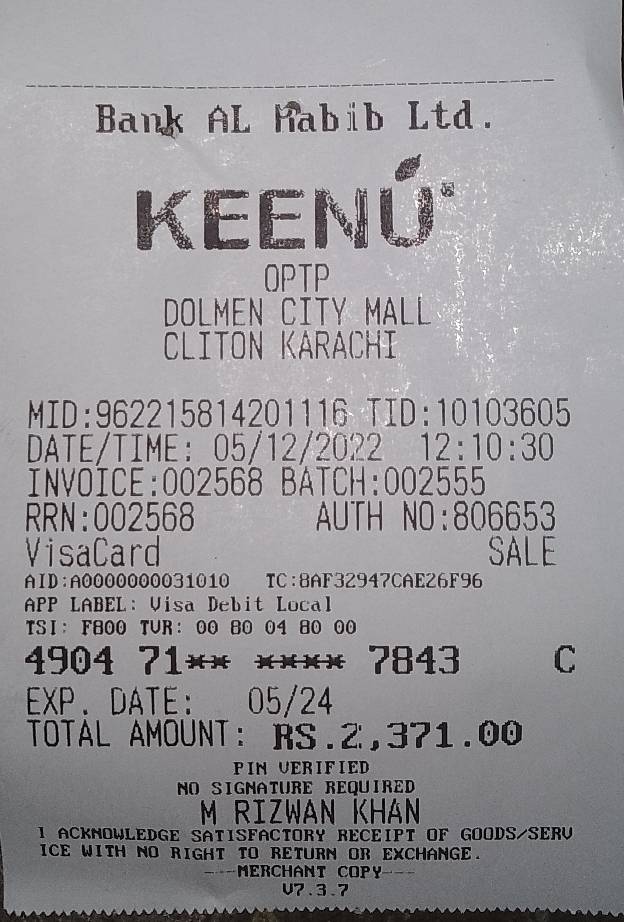 Bank AL Habib Ltd.
KEENU®
OPTP
DOLMEN CITY MALL
CLITON KARACHI
MID:962215814201116 TID:10103605
DATE/TIME: 05/12/2022 12:10:30
INVOICE:002568 BATCH:002555
RRN:002568 AUTH NO:806653
VisaCard SALE
AID:A0000000031010 TC:8AF32947CAE26F96
APP LABEL: Visa Debit Local
TSI: F800 TVR: 00 80 04 80 00
4904 71** **** 7843 C
EXP. DATE: 05/24
TOTAL AMOUNT: RS.2,371.00
PIN VERIFIED
NO SIGNATURE REQUIRED
M RIZWAN KHAN
I ACKNOWLEDGE SATISFACTORY RECEIPT OF GOODS/SERV
ICE WITH NO RIGHT TO RETURN OR EXCHANGE.
---MERCHANT COPY---
V7.3.7